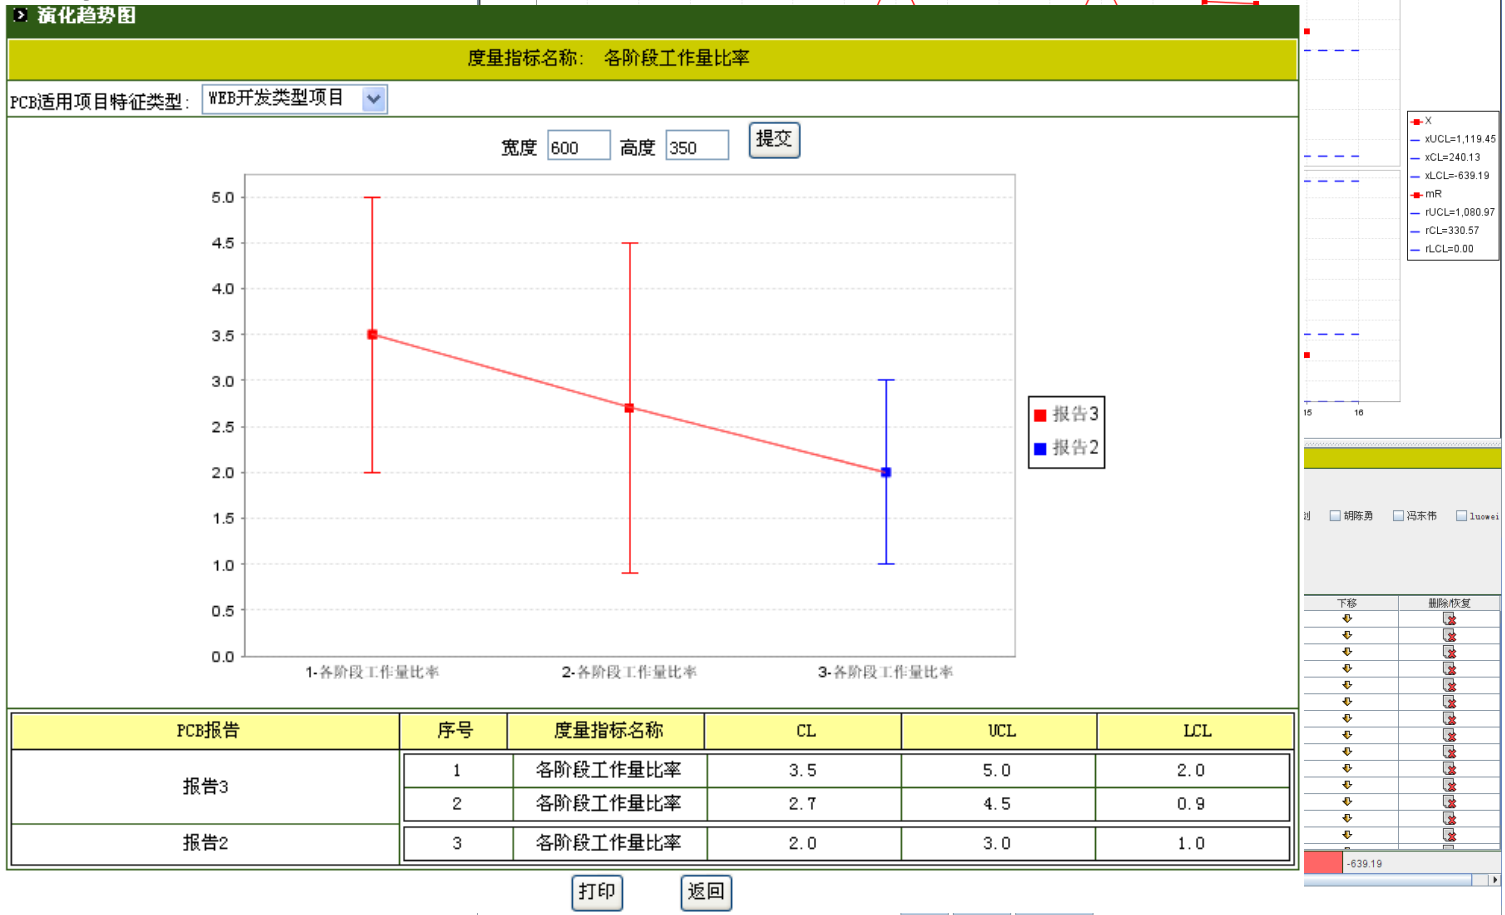 演化趋势图
度量指标名称: 各阶段工作量比率
PCB适用项目特征类型: WEB开发类型项目
宽度 600 高度 350 提交
5.0
4.5
4.0
3.5
3.0
2.5
2.0
1.5
1.0
0.5
0.0
1-各阶段工作量比率 2-各阶段工作量比率 3-各阶段工作量比率
报告3
报告2
PCB报告 序号 度量指标名称 CL UCL LCL
报告3 1 各阶段工作量比率 3.5 5.0 2.0
2 各阶段工作量比率 2.7 4.5 0.9
报告2 3 各阶段工作量比率 2.0 3.0 1.0
打印 返回
X
xUCL=1,119.45
xCL=240.13
xLCL=-639.19
mR
rUCL=1,080.97
rCL=330.57
rLCL=0.00
15 16
胡陈勇 冯东伟 luowei
下移 删除/恢复
-639.19